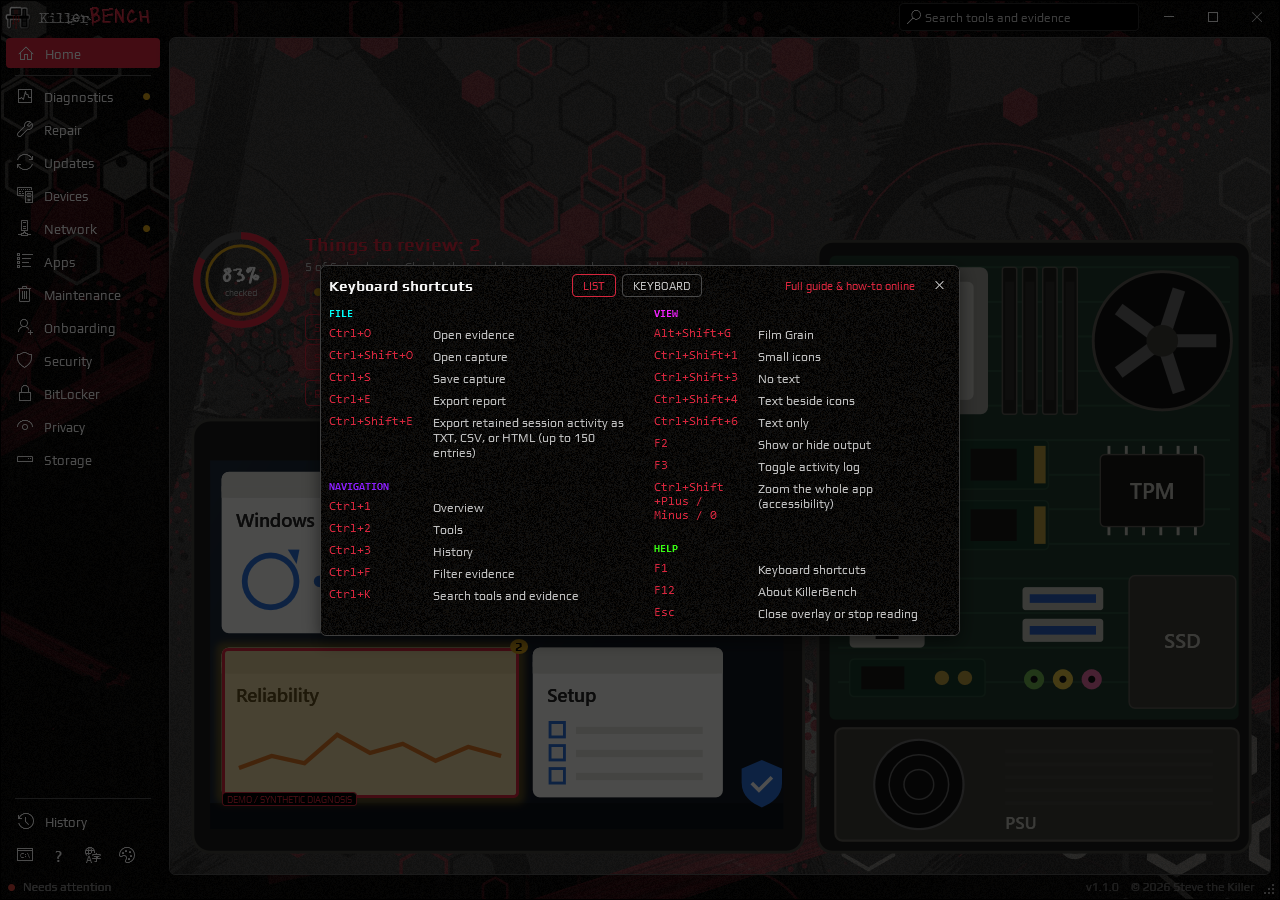 KillerBENCH
Search tools and evidence
Home
Diagnostics
Repair
Updates
Devices
Network
Apps
Maintenance
Onboarding
Security
BitLocker
Privacy
Storage
History
Needs attention
83%
checked
Things to review: 2
Keyboard shortcuts
LIST
KEYBOARD
Full guide & how-to online
FILE
Ctrl+O Open evidence
Ctrl+Shift+O Open capture
Ctrl+S Save capture
Ctrl+E Export report
Ctrl+Shift+E Export retained session activity as
TXT, CSV, or HTML (up to 150
entries)
NAVIGATION
Ctrl+1 Overview
Ctrl+2 Tools
Ctrl+3 History
Ctrl+F Filter evidence
Ctrl+K Search tools and evidence
VIEW
Alt+Shift+G Film Grain
Ctrl+Shift+1 Small icons
Ctrl+Shift+3 No text
Ctrl+Shift+4 Text beside icons
Ctrl+Shift+6 Text only
F2 Show or hide output
F3 Toggle activity log
Ctrl+Shift Zoom the whole app
+Plus / (accessibility)
Minus / 0
HELP
F1 Keyboard shortcuts
F12 About KillerBench
Esc Close overlay or stop reading
Windows
Reliability
2
DEMO / SYNTHETIC DIAGNOSIS
Setup
TPM
SSD
PSU
v1.1.0 © 2026 Steve the Killer